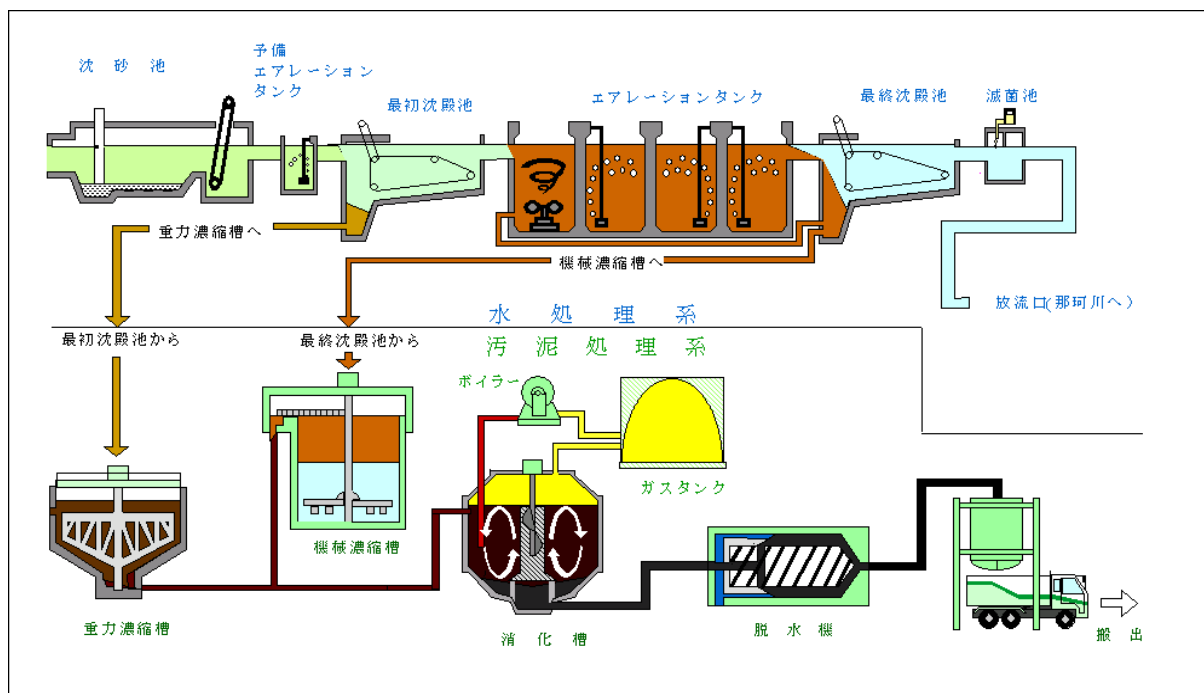 沈砂池
予備
エアレーション
タンク
最初沈殿池
エアレーションタンク
最終沈殿池
滅菌池
重力濃縮槽へ
機械濃縮槽へ
放流口(那珂川へ)
水処理系
最初沈殿池から
最終沈殿池から
汚泥処理系
ボイラー
ガスタンク
機械濃縮槽
重力濃縮槽
消化槽
脱水機
搬出